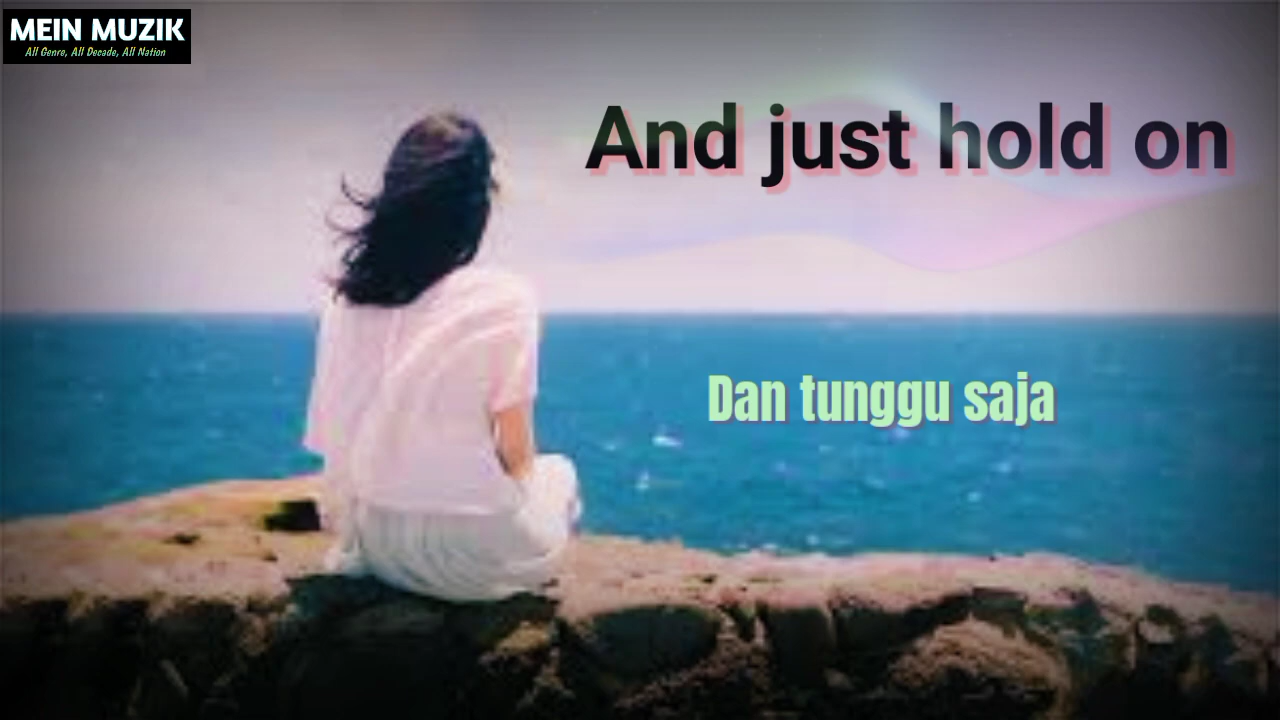 MEIN MUZIK
All Genre, All Decade, All Nation
And just hold on
Dan tunggu saja